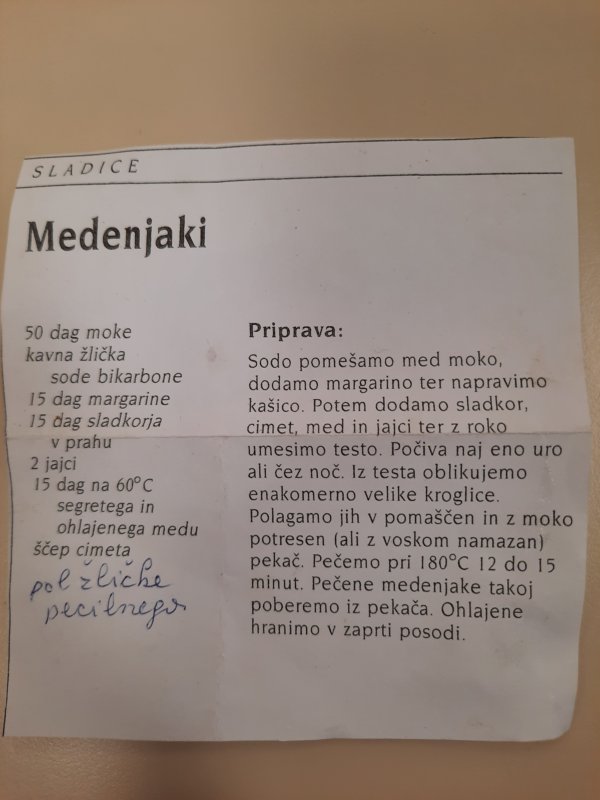 SLADICE
Medenjaki
50 dag moke
kavna žlička
sode bikarbone
15 dag margarine
15 dag sladkorja
v prahu
2 jajci
15 dag na 60°C
segretega in
ohlajenega medu
ščep cimeta
pol žličke
pecilnega
Priprava:
Sodo pomešamo med moko,
dodamo margarino ter napravimo
kašico. Potem dodamo sladkor,
cimet, med in jajci ter z roko
umesimo testo. Počiva naj eno uro
ali čez noč. Iz testa oblikujemo
enakomerno velike kroglice.
Polagamo jih v pomaščen in z moko
potresen (ali z voskom namazan)
pekač. Pečemo pri 180°C 12 do 15
minut. Pečene medenjake takoj
poberemo iz pekača. Ohlajene
hranimo v zaprti posodi.